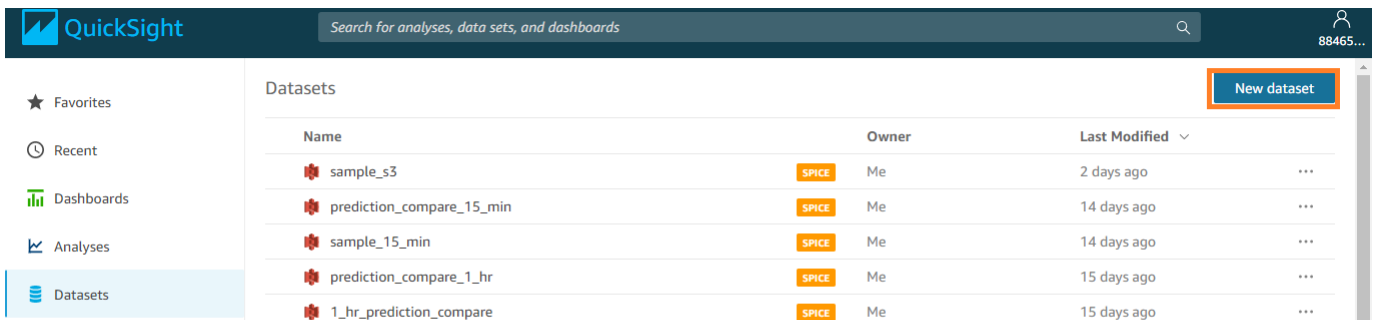 QuickSight
Search for analyses, data sets, and dashboards
88465...
Favorites
Recent
Dashboards
Analyses
Datasets
Datasets
New dataset
Name Owner Last Modified
sample_s3 SPICE Me 2 days ago ...
prediction_compare_15_min SPICE Me 14 days ago ...
sample_15_min SPICE Me 14 days ago ...
prediction_compare_1_hr SPICE Me 15 days ago ...
1_hr_prediction_compare SPICE Me 15 days ago ...